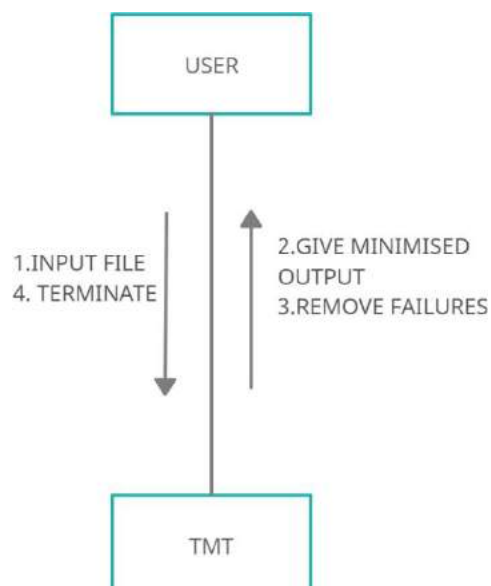 USER
1.INPUT FILE
4. TERMINATE
2.GIVE MINIMISED
OUTPUT
3.REMOVE FAILURES
TMT